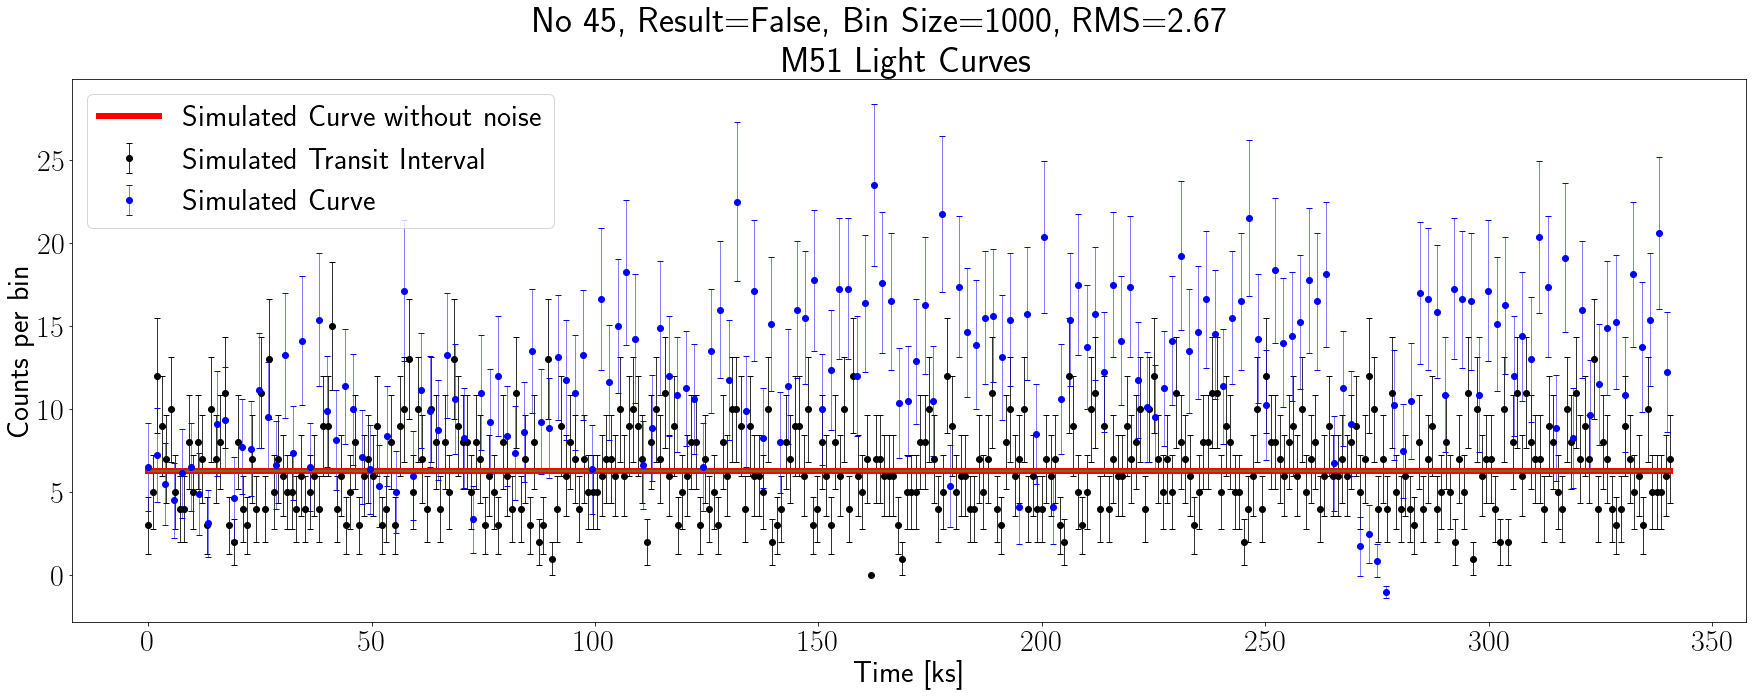 No 45, Result=False, Bin Size=1000, RMS=2.67
M51 Light Curves
Simulated Curve without noise
Simulated Transit Interval
Simulated Curve
Counts per bin
25
20
15
10
5
0
0 50 100 150 200 250 300 350
Time [ks]